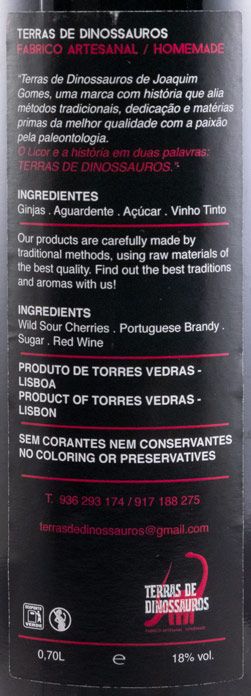 TERRAS DE DINOSSAUROS
FABRICO ARTESANAL / HOMEMADE
"Terras de Dinossauros de Joaquim
Gomes, uma marca com história que alia
métodos tradicionais, dedicação e matérias
primas da melhor qualidade com a paixão
pela paleontologia.
O Licor e a história em duas palavras:
TERRAS DE DINOSSAUROS."
INGREDIENTES
Ginjas . Aguardente . Açúcar . Vinho Tinto
Our products are carefully made by
traditional methods, using raw materials of
the best quality. Find out the best traditions
and aromas with us!
INGREDIENTS
Wild Sour Cherries . Portuguese Brandy .
Sugar . Red Wine
PRODUTO DE TORRES VEDRAS -
LISBOA
PRODUCT OF TORRES VEDRAS -
LISBON
SEM CORANTES NEM CONSERVANTES
NO COLORING OR PRESERVATIVES
T. 936 293 174 / 917 188 275
terrasdedinossauros@gmail.com
TERRAS DE
DINOSSAUROS
FABRICO ARTESANAL HOMEMADE
PONTO VERDE
0,70L e 18% vol.